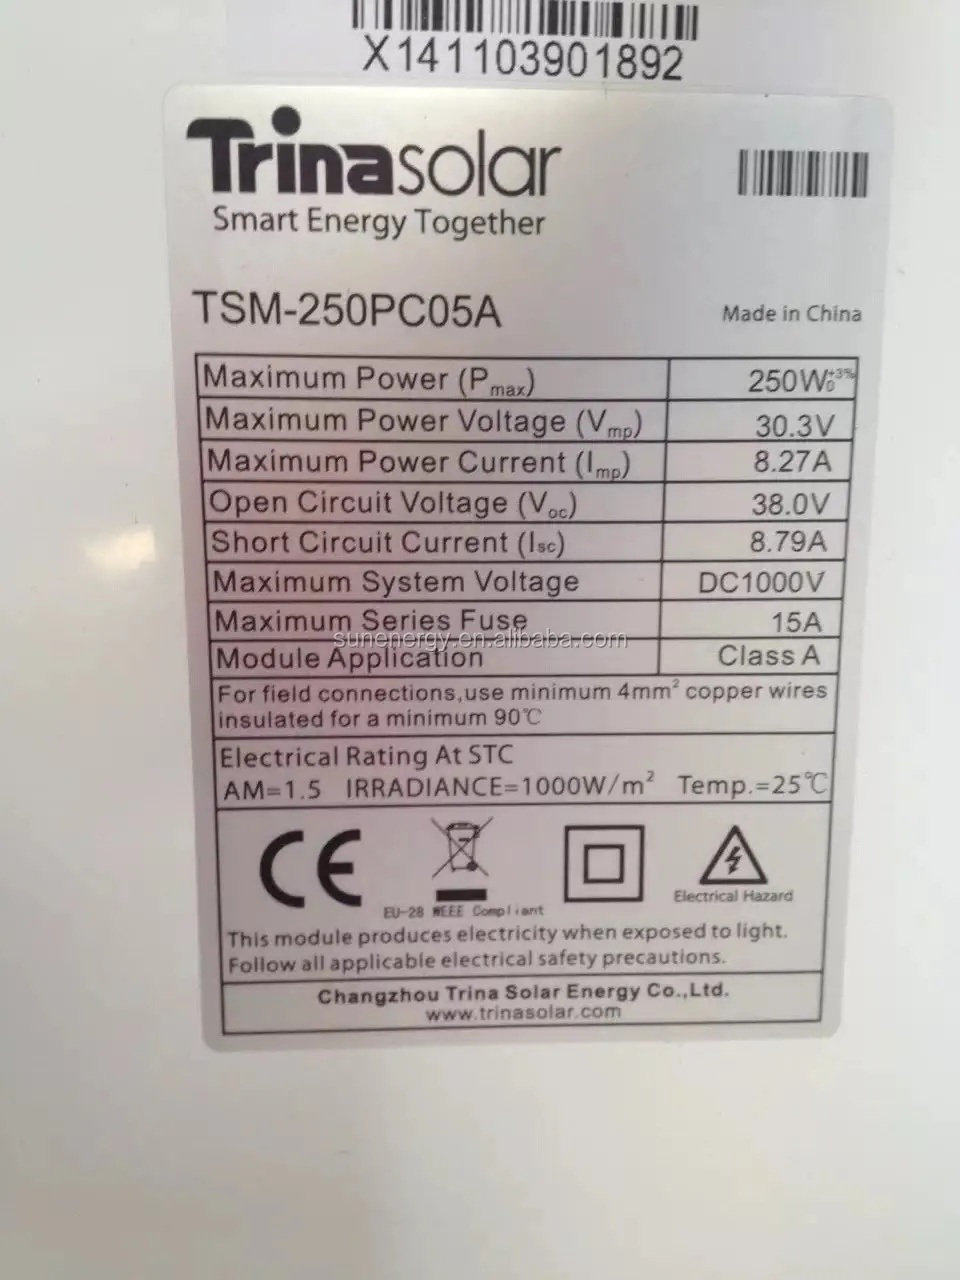 X141103901892
Trinasolar
Smart Energy Together
TSM-250PC05A
Made in China
Maximum Power (Pmax) 250W +3% 0
Maximum Power Voltage (Vmp) 30.3V
Maximum Power Current (Imp) 8.27A
Open Circuit Voltage (Voc) 38.0V
Short Circuit Current (Isc) 8.79A
Maximum System Voltage DC1000V
Maximum Series Fuse 15A
sunenergy.en.alibaba.com
Module Application Class A
For field connections,use minimum 4mm² copper wires
insulated for a minimum 90℃
Electrical Rating At STC
AM=1.5 IRRADIANCE=1000W/m² Temp.=25℃
CE
Electrical Hazard
EU-28 WEEE Compliant
This module produces electricity when exposed to light.
Follow all applicable electrical safety precautions.
Changzhou Trina Solar Energy Co.,Ltd.
www.trinasolar.com